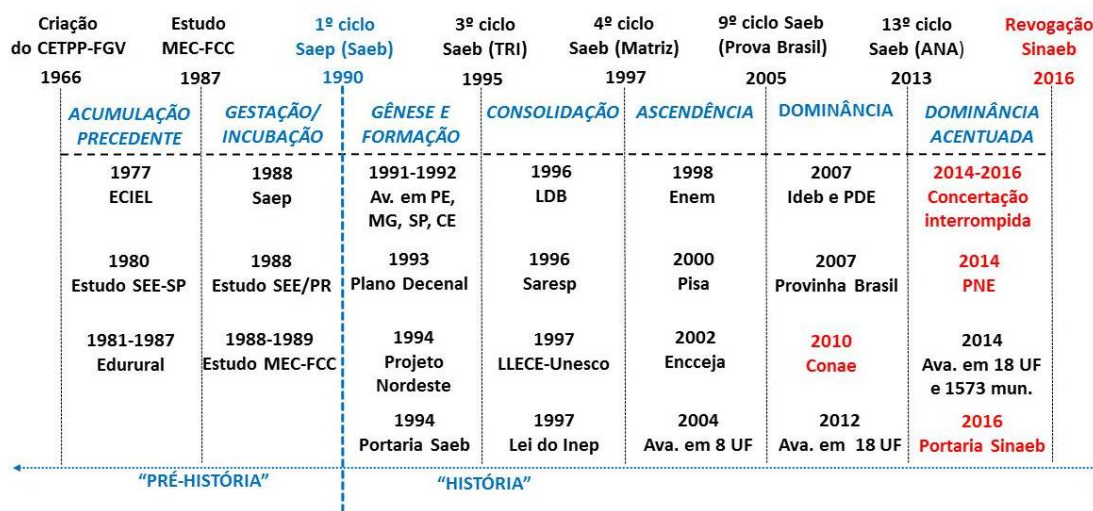 Criação
do CETPP-FGV
1966
Estudo
MEC-FCC
1987
1º ciclo
Saep (Saeb)
1990
3º ciclo
Saeb (TRI)
1995
4º ciclo
Saeb (Matriz)
1997
9º ciclo Saeb
(Prova Brasil)
2005
13º ciclo
Saeb (ANA)
2013
Revogação
Sinaeb
2016
ACUMULAÇÃO
PRECEDENTE
GESTAÇÃO/
INCUBAÇÃO
GÊNESE E
FORMAÇÃO
CONSOLIDAÇÃO
ASCENDÊNCIA
DOMINÂNCIA
DOMINÂNCIA
ACENTUADA
1977
ECIEL
1988
Saep
1991-1992
Av. em PE,
MG, SP, CE
1996
LDB
1998
Enem
2007
Ideb e PDE
2014-2016
Concertação
interrompida
1980
Estudo SEE-SP
1988
Estudo SEE/PR
1993
Plano Decenal
1996
Saresp
2000
Pisa
2007
Provinha Brasil
2014
PNE
1981-1987
Edurural
1988-1989
Estudo MEC-FCC
1994
Projeto
Nordeste
1997
LLECE-Unesco
2002
Encceja
2010
Conae
2014
Ava. em 18 UF
e 1573 mun.
1994
Portaria Saeb
1997
Lei do Inep
2004
Ava. em 8 UF
2012
Ava. em 18 UF
2016
Portaria Sinaeb
“PRÉ-HISTÓRIA”
“HISTÓRIA”